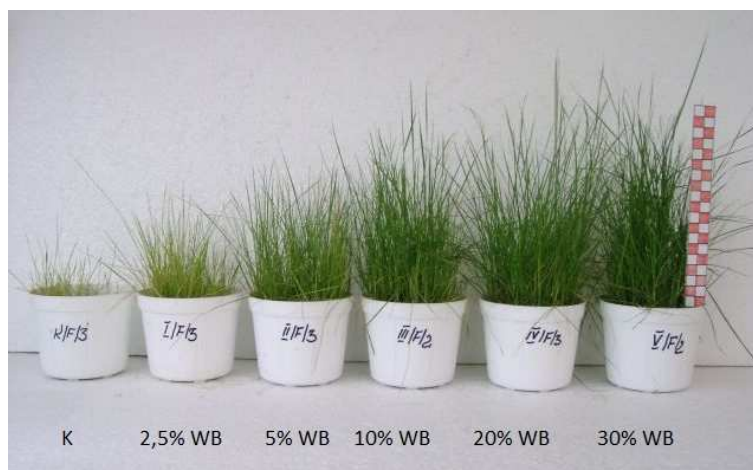 K/F/3
I/F/3
II/F/3
III/F/2
IV/F/3
V/F/2
K
2,5% WB
5% WB
10% WB
20% WB
30% WB